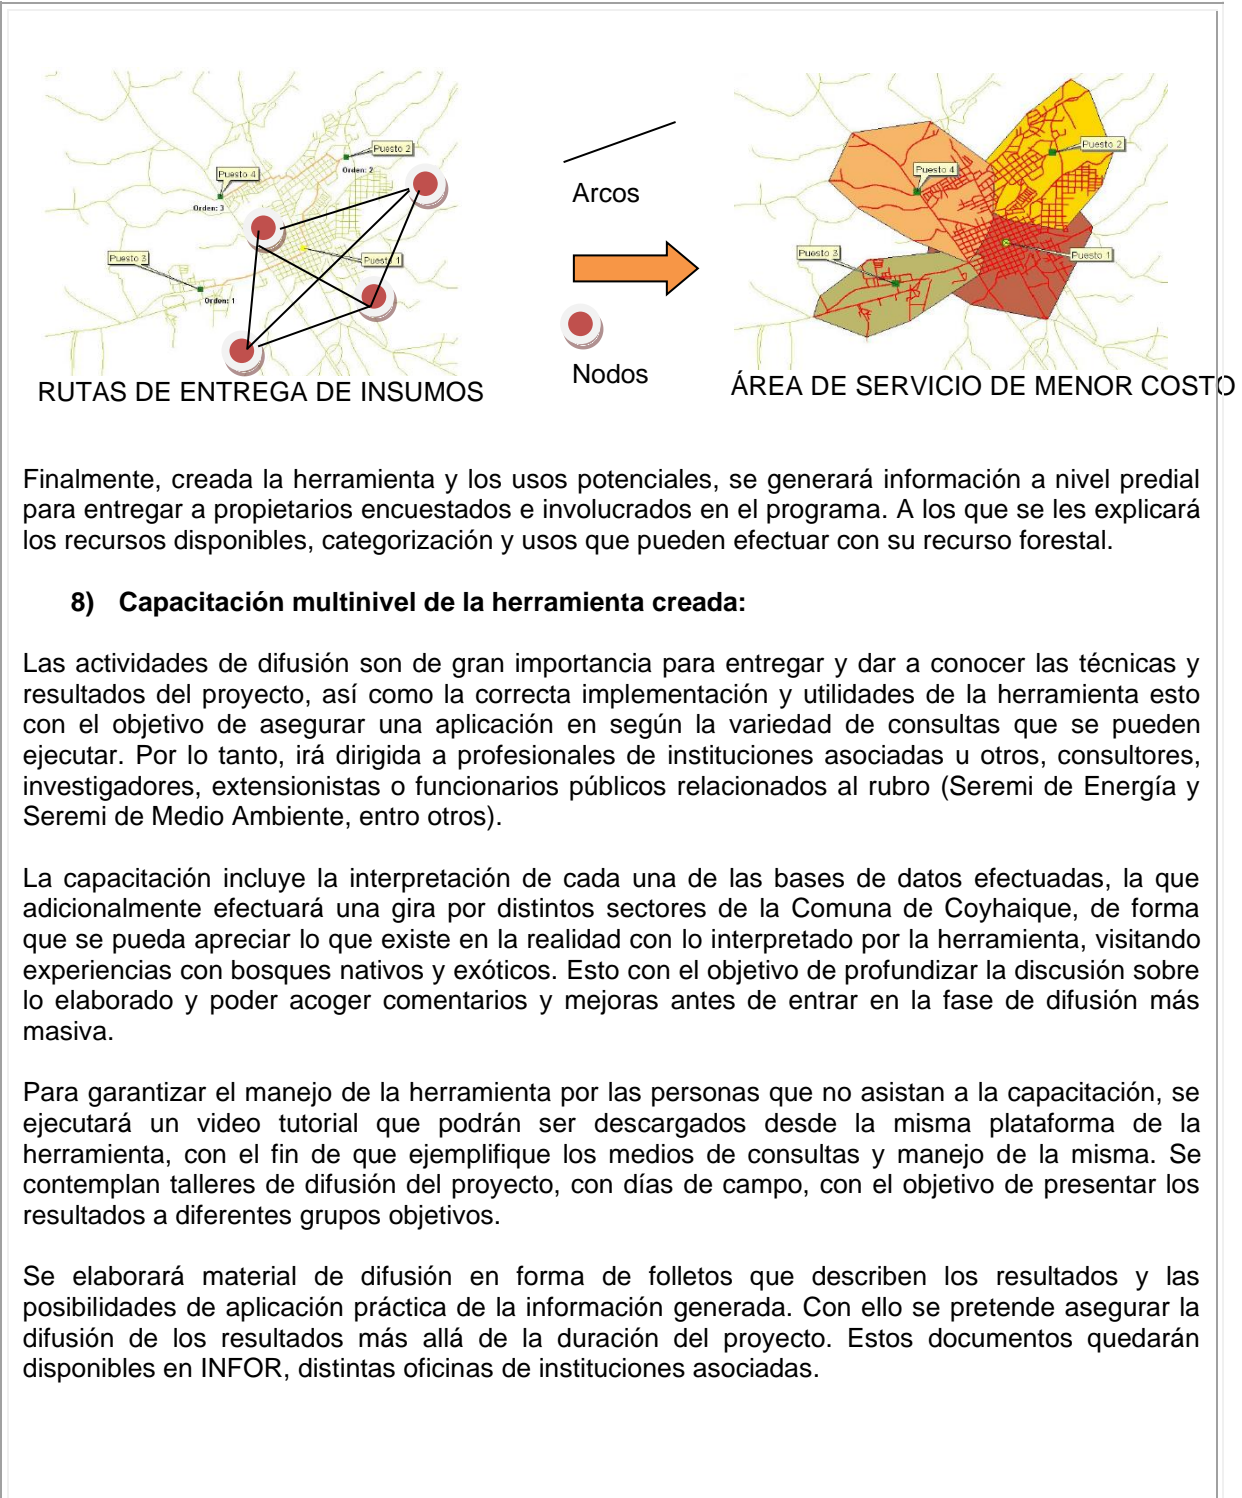 Puesto 2
Orden: 2
Puesto 4
Orden: 3
Puesto 3
Puesto 1
Orden: 1
RUTAS DE ENTREGA DE INSUMOS
Arcos
Nodos
Puesto 2
Puesto 4
Puesto 3
Puesto 1
ÁREA DE SERVICIO DE MENOR COSTO
Finalmente, creada la herramienta y los usos potenciales, se generará información a nivel predial
para entregar a propietarios encuestados e involucrados en el programa. A los que se les explicará
los recursos disponibles, categorización y usos que pueden efectuar con su recurso forestal.
8) Capacitación multinivel de la herramienta creada:
Las actividades de difusión son de gran importancia para entregar y dar a conocer las técnicas y
resultados del proyecto, así como la correcta implementación y utilidades de la herramienta esto
con el objetivo de asegurar una aplicación en según la variedad de consultas que se pueden
ejecutar. Por lo tanto, irá dirigida a profesionales de instituciones asociadas u otros, consultores,
investigadores, extensionistas o funcionarios públicos relacionados al rubro (Seremi de Energía y
Seremi de Medio Ambiente, entro otros).
La capacitación incluye la interpretación de cada una de las bases de datos efectuadas, la que
adicionalmente efectuará una gira por distintos sectores de la Comuna de Coyhaique, de forma
que se pueda apreciar lo que existe en la realidad con lo interpretado por la herramienta, visitando
experiencias con bosques nativos y exóticos. Esto con el objetivo de profundizar la discusión sobre
lo elaborado y poder acoger comentarios y mejoras antes de entrar en la fase de difusión más
masiva.
Para garantizar el manejo de la herramienta por las personas que no asistan a la capacitación, se
ejecutará un video tutorial que podrán ser descargados desde la misma plataforma de la
herramienta, con el fin de que ejemplifique los medios de consultas y manejo de la misma. Se
contemplan talleres de difusión del proyecto, con días de campo, con el objetivo de presentar los
resultados a diferentes grupos objetivos.
Se elaborará material de difusión en forma de folletos que describen los resultados y las
posibilidades de aplicación práctica de la información generada. Con ello se pretende asegurar la
difusión de los resultados más allá de la duración del proyecto. Estos documentos quedarán
disponibles en INFOR, distintas oficinas de instituciones asociadas.